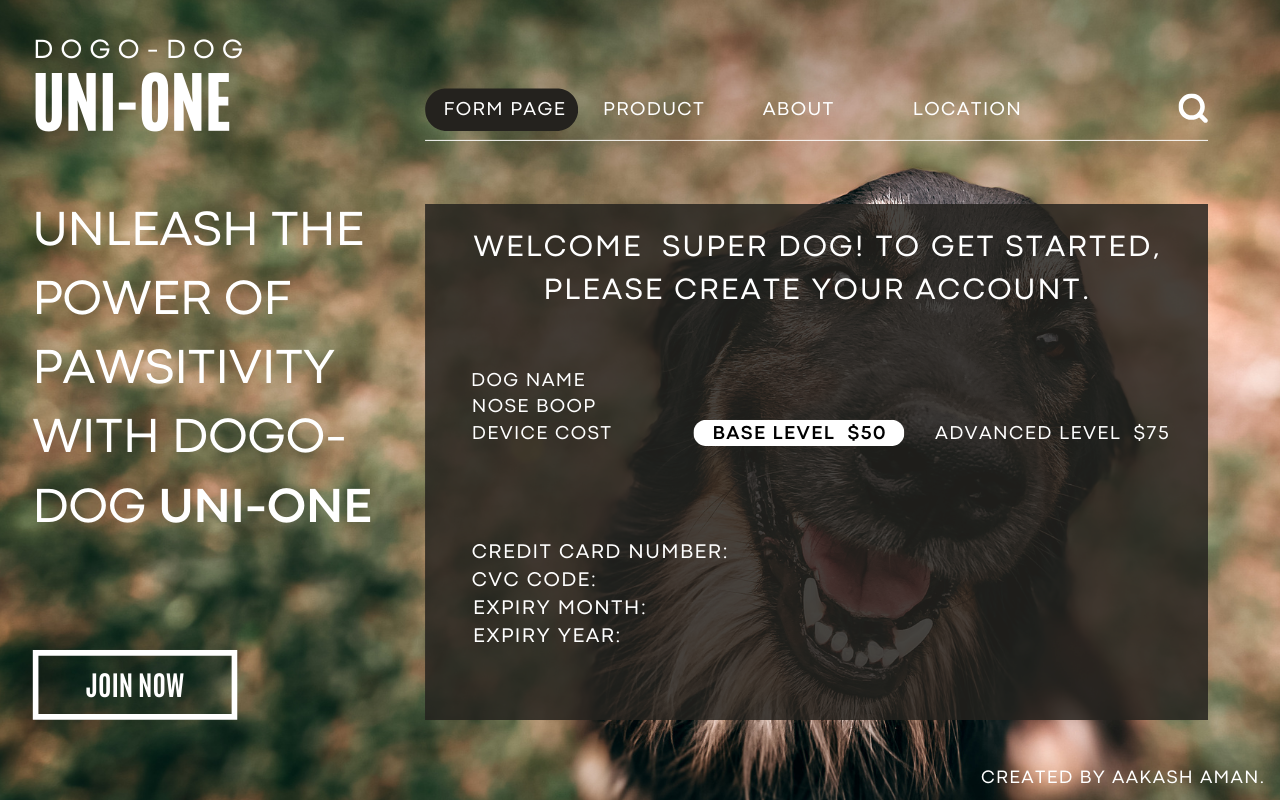 DOGO-DOG
UNI-ONE
FORM PAGE PRODUCT ABOUT LOCATION
UNLEASH THE
POWER OF
PAWSITIVITY
WITH DOGO-
DOG UNI-ONE
JOIN NOW
WELCOME SUPER DOG! TO GET STARTED,
PLEASE CREATE YOUR ACCOUNT.
DOG NAME
NOSE BOOP
DEVICE COST BASE LEVEL $50 ADVANCED LEVEL $75
CREDIT CARD NUMBER:
CVC CODE:
EXPIRY MONTH:
EXPIRY YEAR:
CREATED BY AAKASH AMAN.